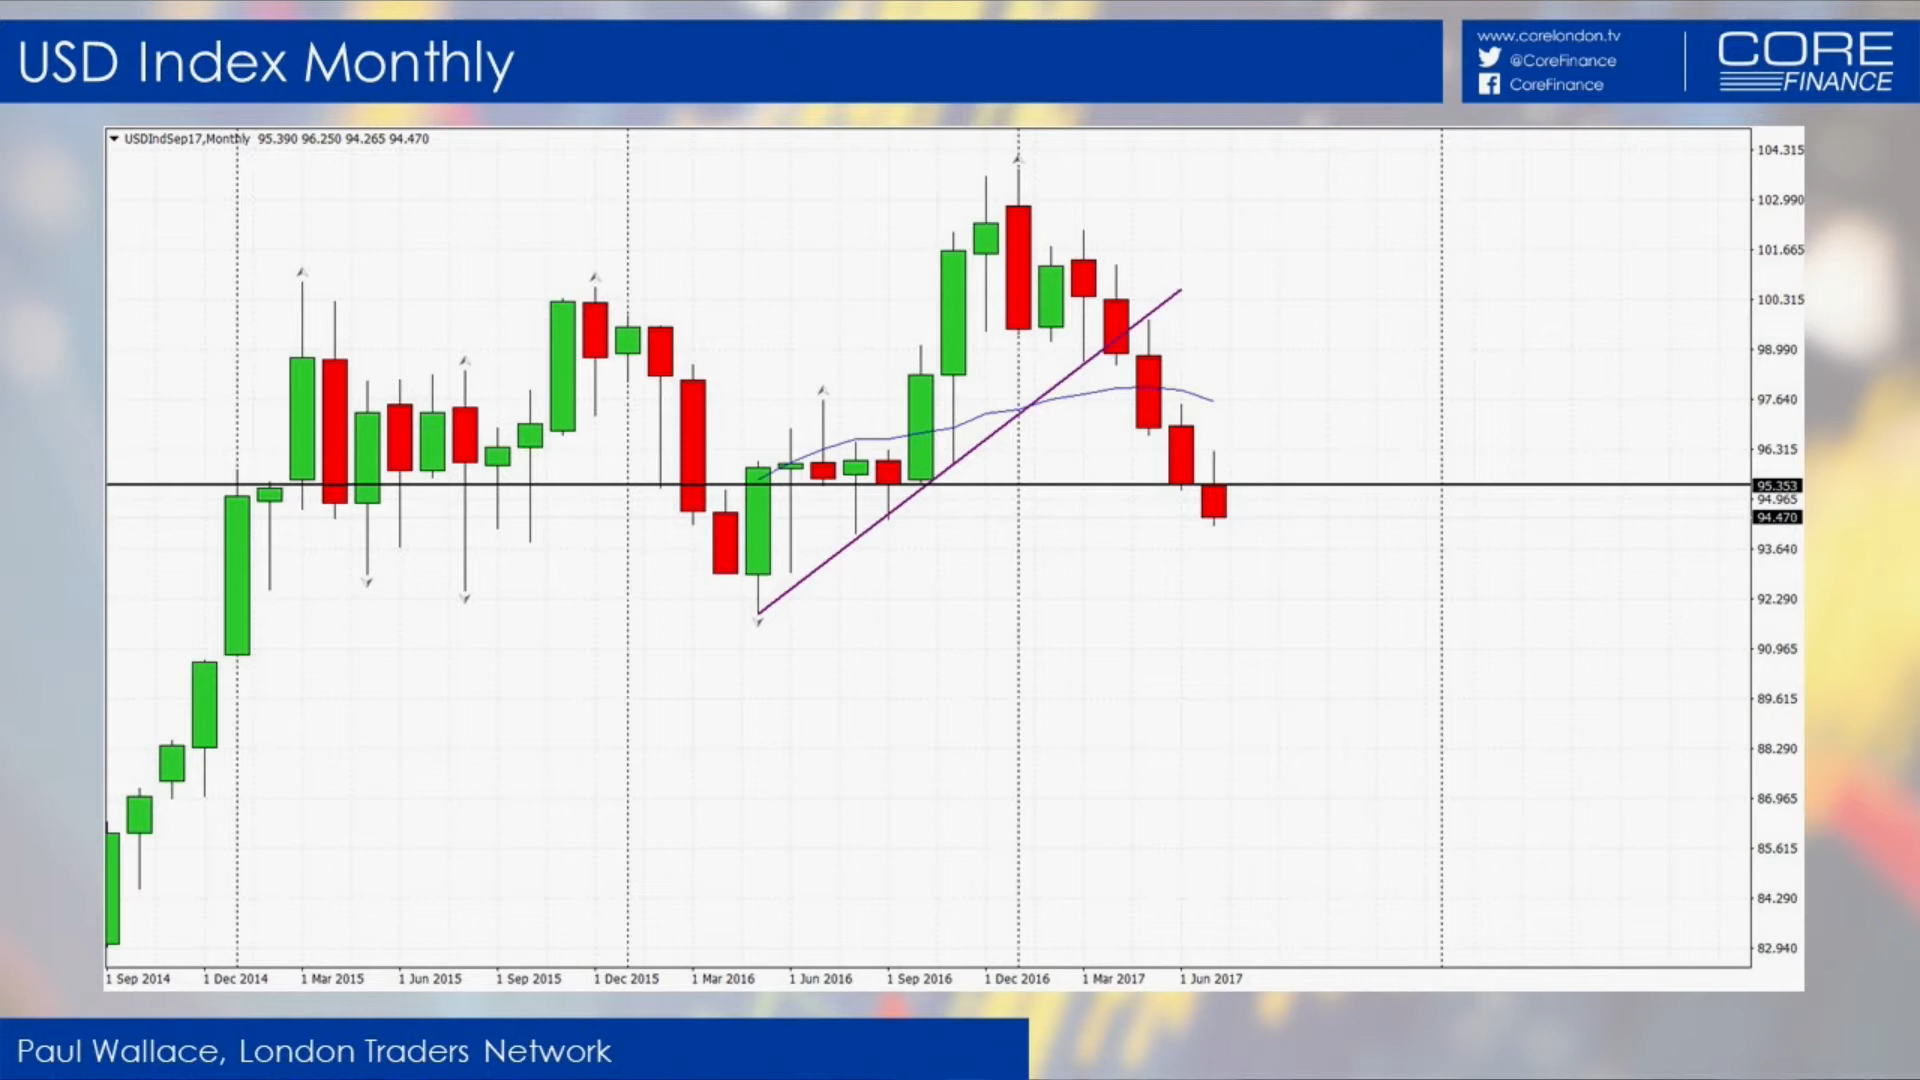 USD Index Monthly
www.corelondon.tv
@CoreFinance
CoreFinance
CORE
FINANCE
USDIndSep17,Monthly 95.390 96.250 94.265 94.470
104.315
102.990
101.665
100.315
98.990
97.640
96.315
95.353
94.965
94.470
93.640
92.290
90.965
89.615
88.290
86.965
85.615
84.290
82.940
1 Sep 2014 1 Dec 2014 1 Mar 2015 1 Jun 2015 1 Sep 2015 1 Dec 2015 1 Mar 2016 1 Jun 2016 1 Sep 2016 1 Dec 2016 1 Mar 2017 1 Jun 2017
Paul Wallace, London Traders Network